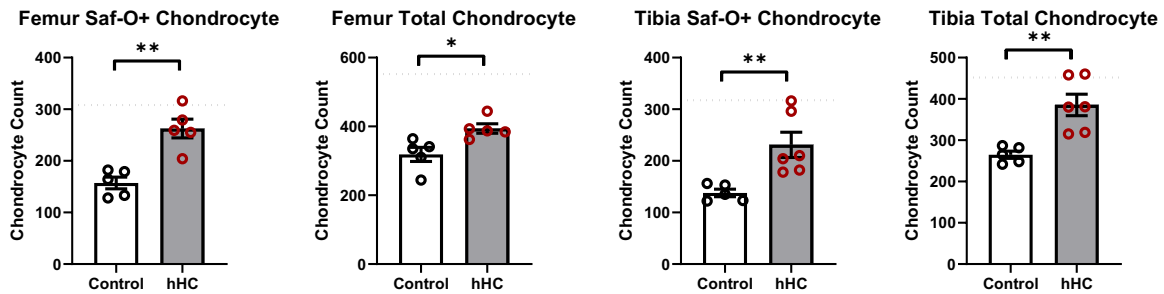 Femur Saf-O+ Chondrocyte
Chondrocyte Count
400
300
200
100
0
**
Control
hHC
Femur Total Chondrocyte
Chondrocyte Count
600
400
200
0
*
Control
hHC
Tibia Saf-O+ Chondrocyte
Chondrocyte Count
400
300
200
100
0
**
Control
hHC
Tibia Total Chondrocyte
Chondrocyte Count
500
400
300
200
100
0
**
Control
hHC